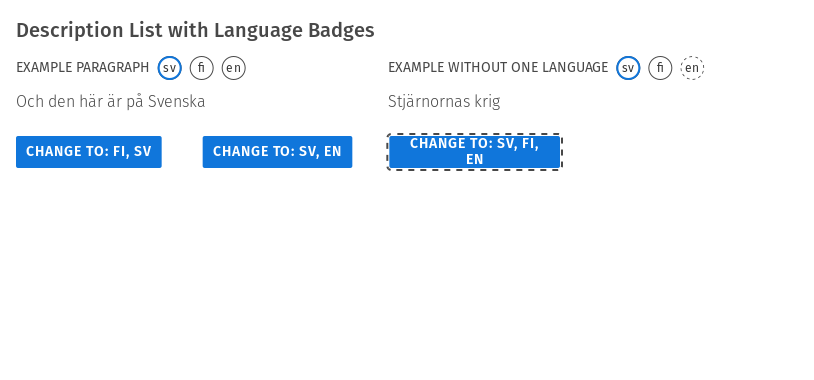 Description List with Language Badges
EXAMPLE PARAGRAPH sv fi en
Och den här är på Svenska
EXAMPLE WITHOUT ONE LANGUAGE sv fi en
Stjärnornas krig
CHANGE TO: FI, SV
CHANGE TO: SV, EN
CHANGE TO: SV, FI,
EN